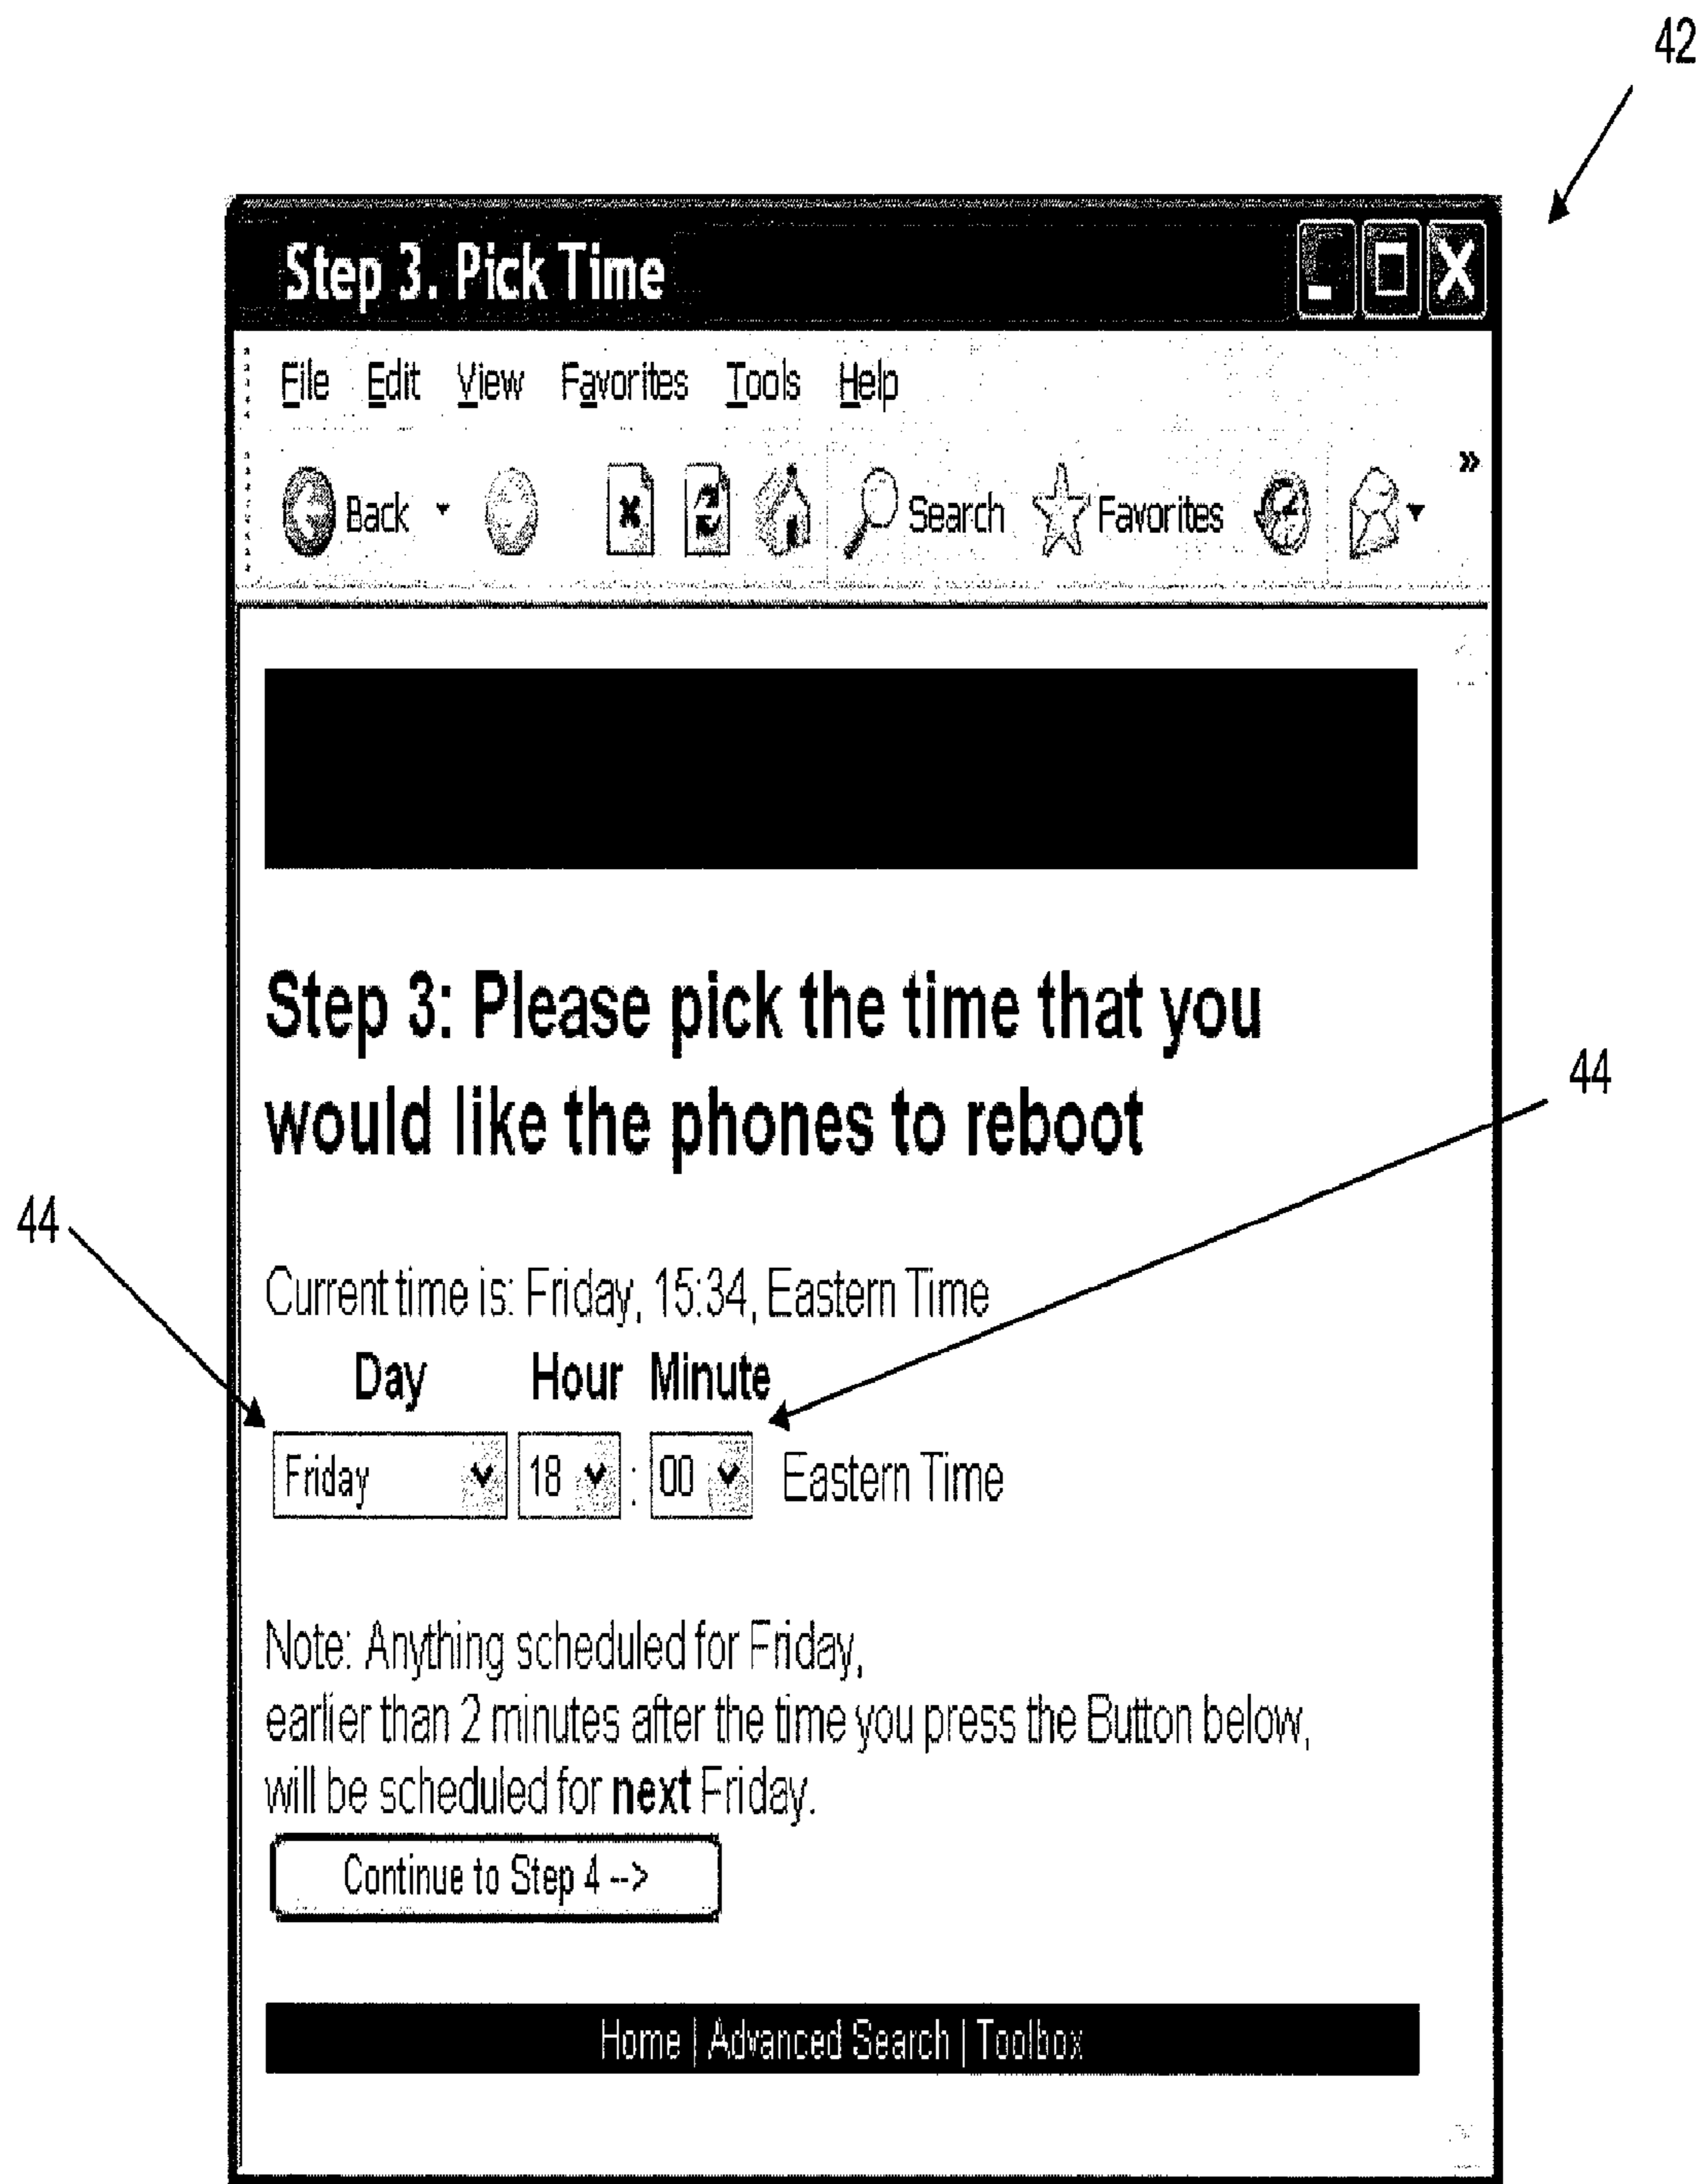 42
Step 3. Pick Time
File Edit View Favorites Tools Help
Back Search Favorites »
Step 3: Please pick the time that you
would like the phones to reboot
44
44
Current time is: Friday, 15:34, Eastern Time
Day Hour Minute
Friday 18 : 00 Eastern Time
Note: Anything scheduled for Friday,
earlier than 2 minutes after the time you press the Button below,
will be scheduled for next Friday.
Continue to Step 4 -->
Home | Advanced Search | Toolbox